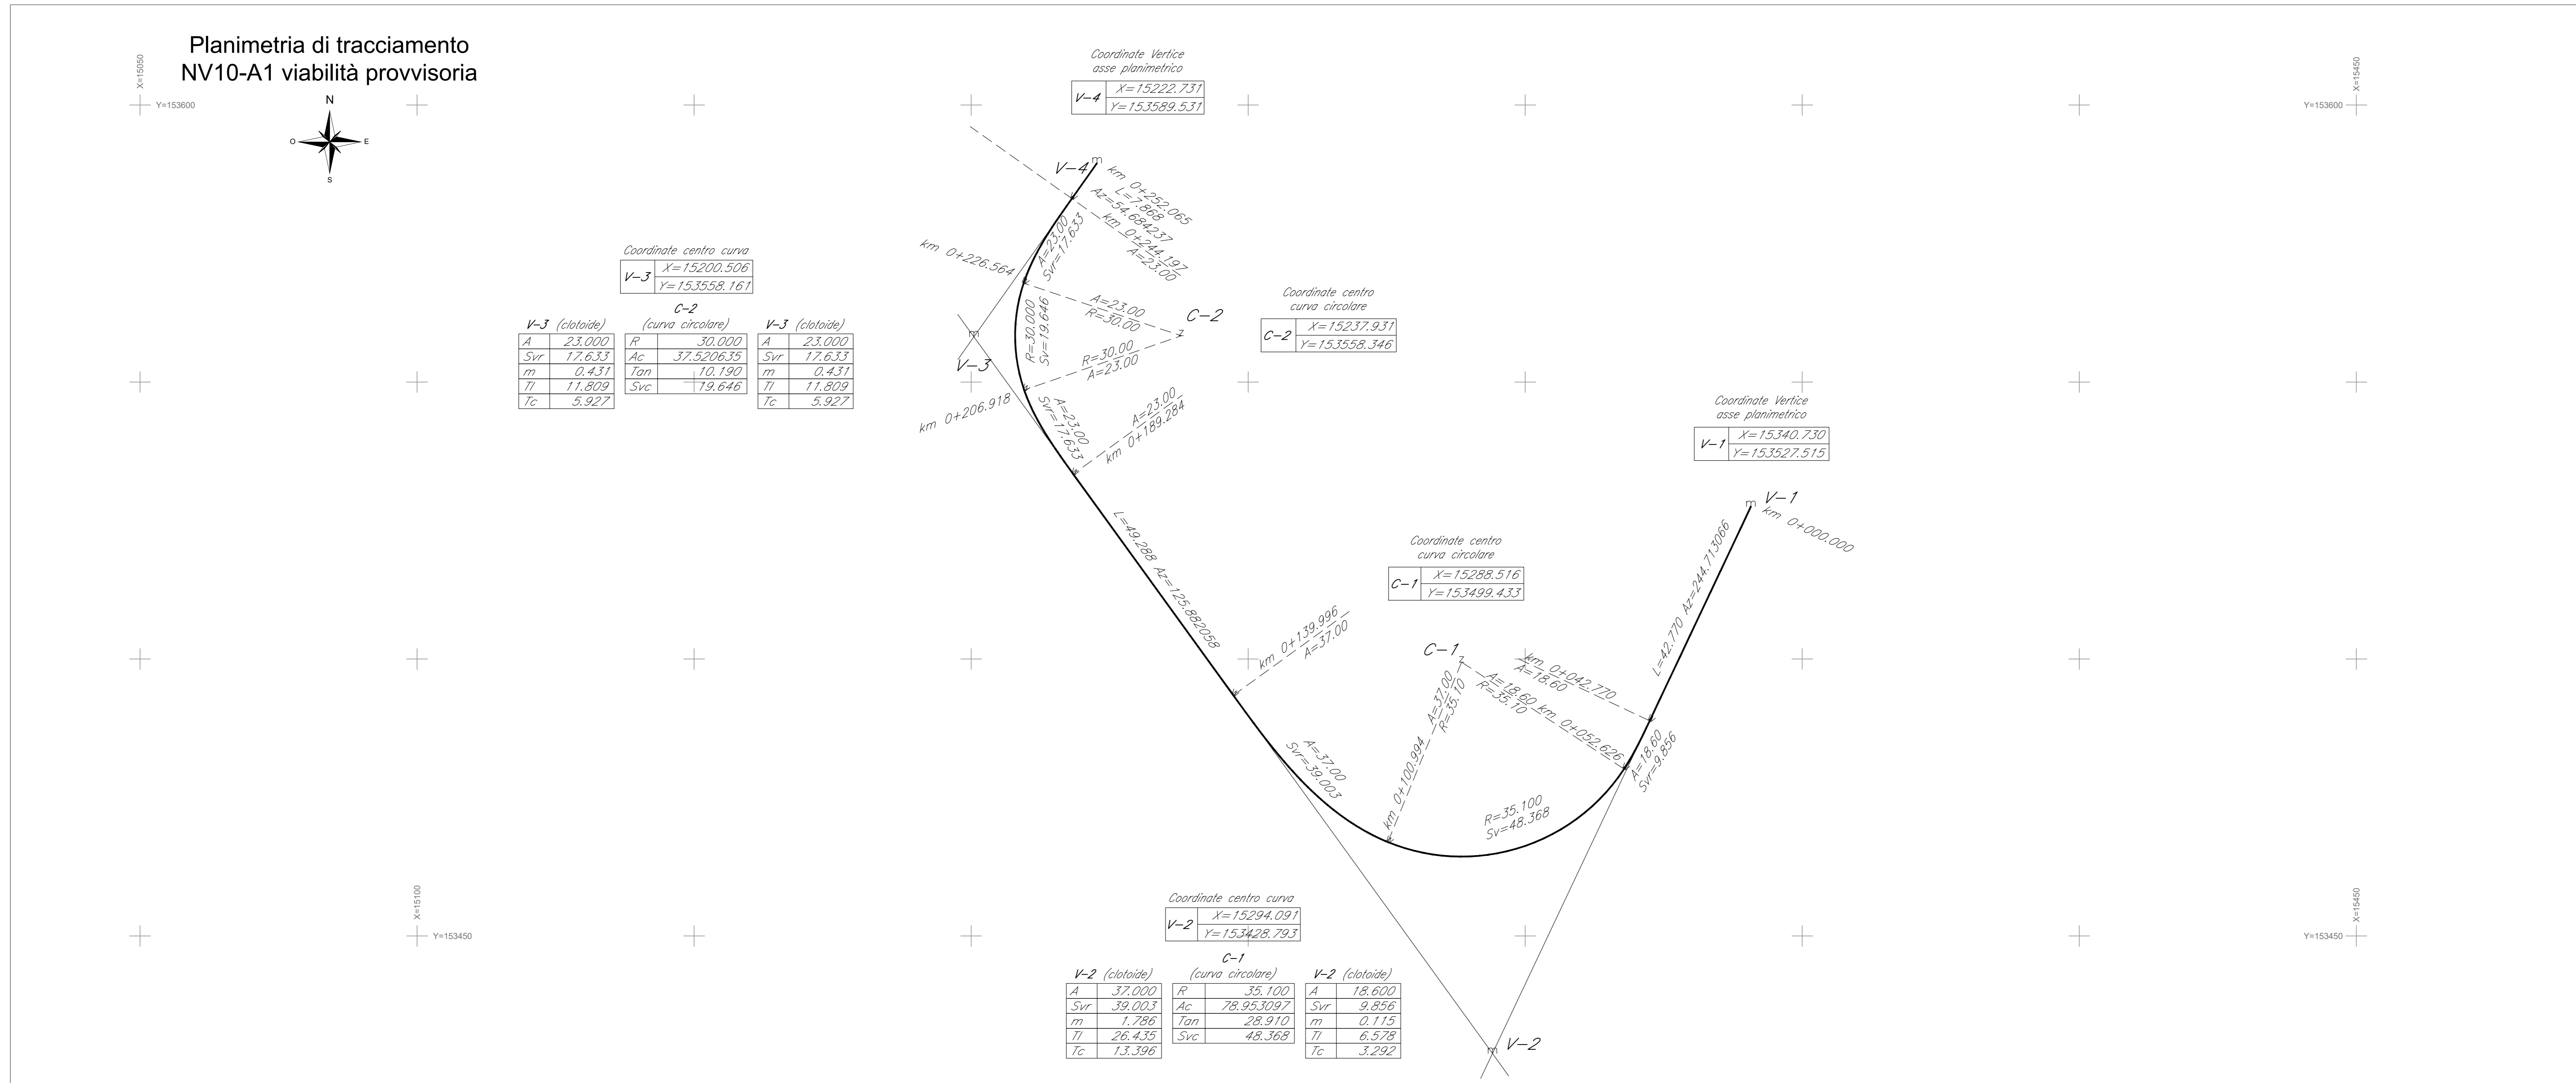 Planimetria di tracciamento
NV10-A1 viabilità provvisoria
N
O
E
S
X=15050
Y=153600
X=15450
Y=153600
Coordinate Vertice
asse planimetrico
V-4
X=15222.731
Y=153589.531
V-4
m
km 0+252.065
L=7.868
Az=54.684237
km 0+244.197
A=23.00
A=23.00
Svr=17.633
km 0+226.564
Coordinate centro curva
V-3
X=15200.506
Y=153558.161
C-2
V-3 (clotoide)
(curva circolare)
V-3 (clotoide)
A 23.000
Svr 17.633
m 0.431
Tl 11.809
Tc 5.927
R 30.000
Ac 37.520635
Tan 10.190
Svc 19.646
A 23.000
Svr 17.633
m 0.431
Tl 11.809
Tc 5.927
A=23.00
R=30.00
C-2
R=30.000
Sv=19.646
R=30.00
A=23.00
Coordinate centro
curva circolare
C-2
X=15237.931
Y=153558.346
m
V-3
km 0+206.918
A=23.00
Svr=17.633
A=23.00
km 0+189.284
Coordinate Vertice
asse planimetrico
V-1
X=15340.730
Y=153527.515
m
V-1
km 0+000.000
L=49.288 Az=125.882058
L=42.770 Az=244.713066
Coordinate centro
curva circolare
C-1
X=15288.516
Y=153499.433
km 0+139.996
A=37.00
C-1
km 0+042.770
A=18.60
A=18.60 km 0+052.626
R=35.10
A=37.00
R=35.10
km 0+100.994
A=37.00
Svr=39.003
A=18.60
Svr=9.856
R=35.100
Sv=48.368
X=15100
Y=153450
X=15450
Y=153450
Coordinate centro curva
V-2
X=15294.091
Y=153428.793
C-1
V-2 (clotoide)
(curva circolare)
V-2 (clotoide)
A 37.000
Svr 39.003
m 1.786
Tl 26.435
Tc 13.396
R 35.100
Ac 78.953097
Tan 28.910
Svc 48.368
A 18.600
Svr 9.856
m 0.115
Tl 6.578
Tc 3.292
m
V-2